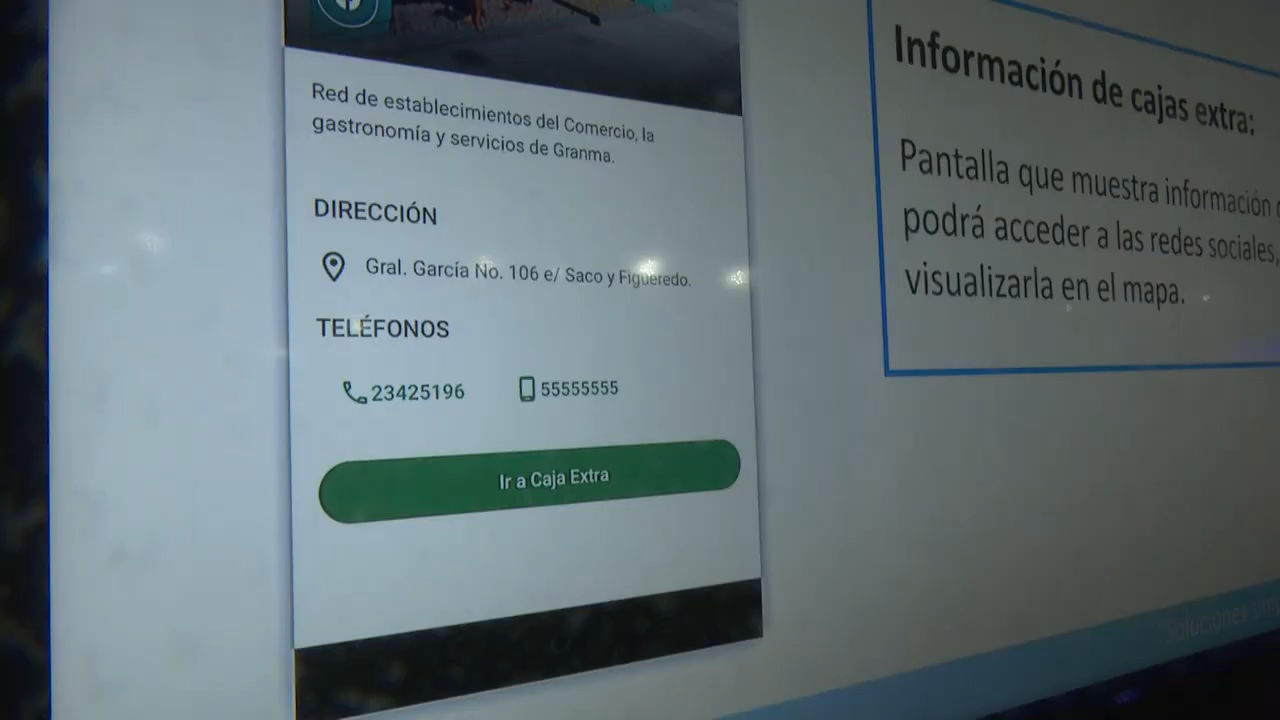 Red de establecimientos del Comercio, la
gastronomía y servicios de Granma.
DIRECCIÓN
Gral. García No. 106 e/ Saco y Figueredo.
TELÉFONOS
23425196
55555555
Ir a Caja Extra
Información de cajas extra:
Pantalla que muestra información
podrá acceder a las redes sociales,
visualizarla en el mapa.
Soluciones